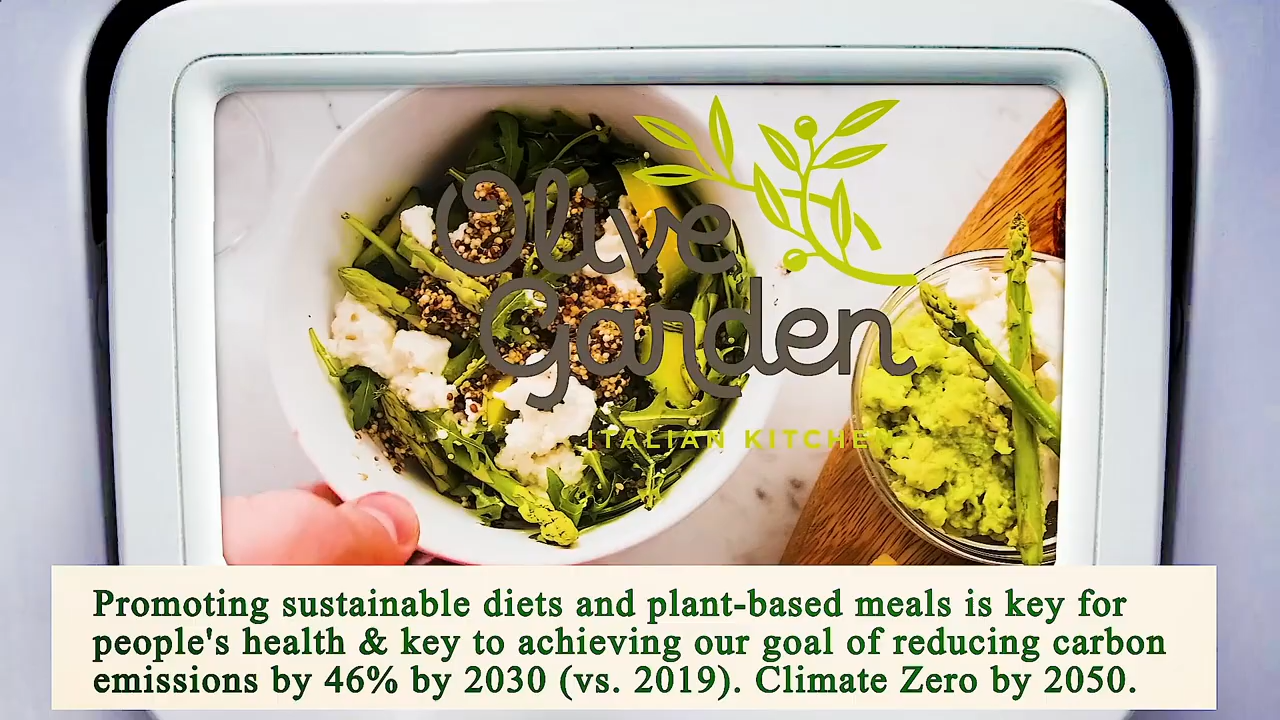 Olive
Garden
ITALIAN KITCHEN
Promoting sustainable diets and plant-based meals is key for
people's health & key to achieving our goal of reducing carbon
emissions by 46% by 2030 (vs. 2019). Climate Zero by 2050.